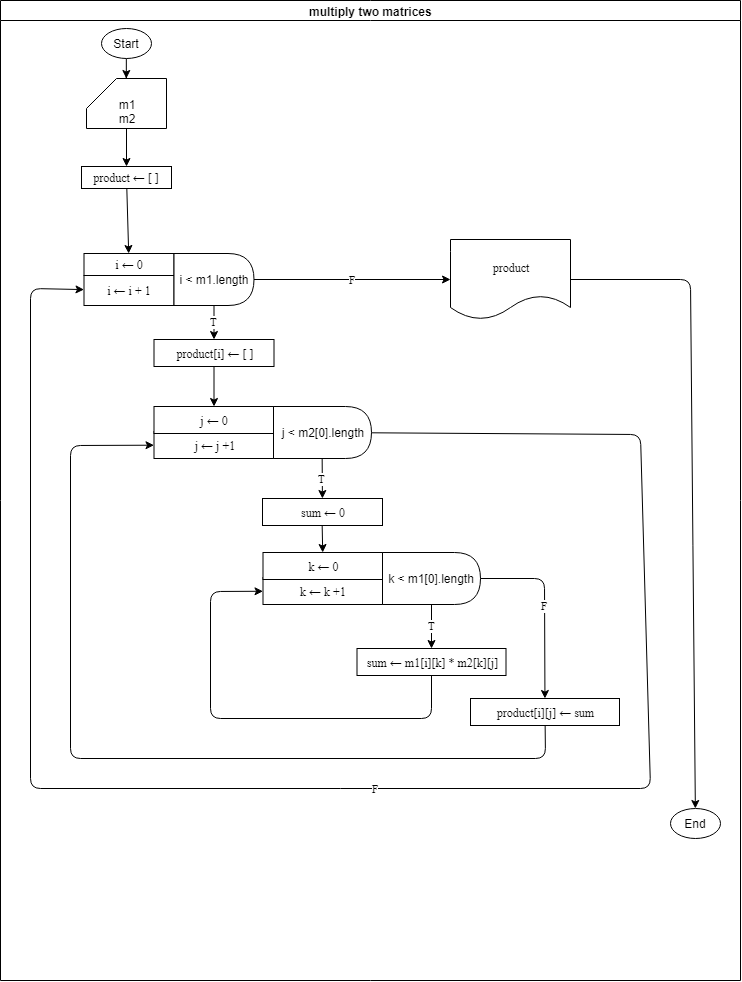 multiply two matrices
Start
m1
m2
product ← [ ]
i ← 0
i ← i + 1
i < m1.length
F
product
T
product[i] ← [ ]
j ← 0
j ← j +1
j < m2[0].length
T
sum ← 0
k ← 0
k ← k +1
k < m1[0].length
F
T
sum ← m1[i][k] * m2[k][j]
product[i][j] ← sum
F
End